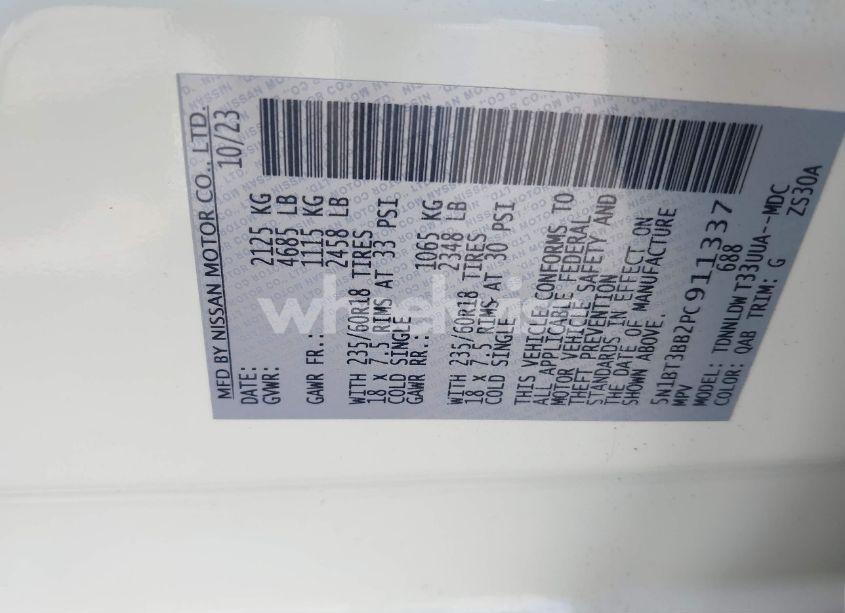 MFD BY NISSAN MOTOR CO., LTD.
DATE: 10/23
GVWR: 2125 KG
4685 LB
GAWR FR.: 1115 KG
2458 LB
WITH 235/60R18 TIRES
18 X 7.5 RIMS AT 33 PSI
COLD SINGLE
GAWR RR.: 1065 KG
2348 LB
WITH 235/60R18 TIRES
18 X 7.5 RIMS AT 30 PSI
COLD SINGLE
THIS VEHICLE CONFORMS TO
ALL APPLICABLE FEDERAL
MOTOR VEHICLE SAFETY AND
THEFT PREVENTION
STANDARDS IN EFFECT ON
THE DATE OF MANUFACTURE
SHOWN ABOVE.
5N1BT3BB2PC911337
MPV 688
MODEL: TDNNLDW T33UUA--MDC
COLOR: QAB TRIM: G ZS30A